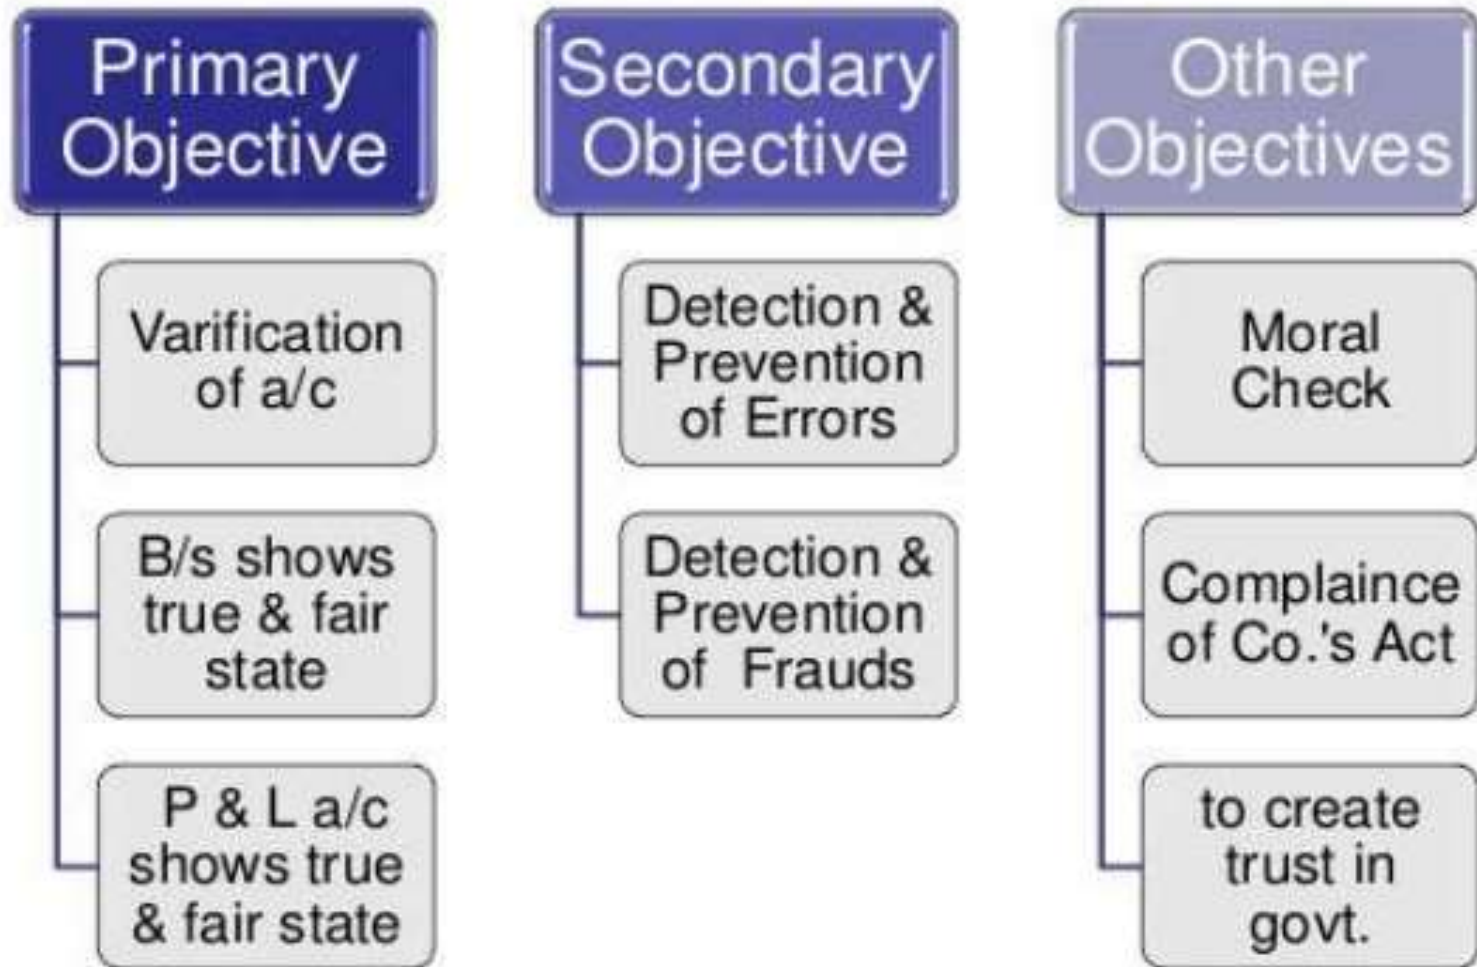 Primary
Objective
Varification
of a/c
B/s shows
true & fair
state
P & L a/c
shows true
& fair state
Secondary
Objective
Detection &
Prevention
of Errors
Detection &
Prevention
of Frauds
Other
Objectives
Moral
Check
Complaince
of Co.'s Act
to create
trust in
govt.